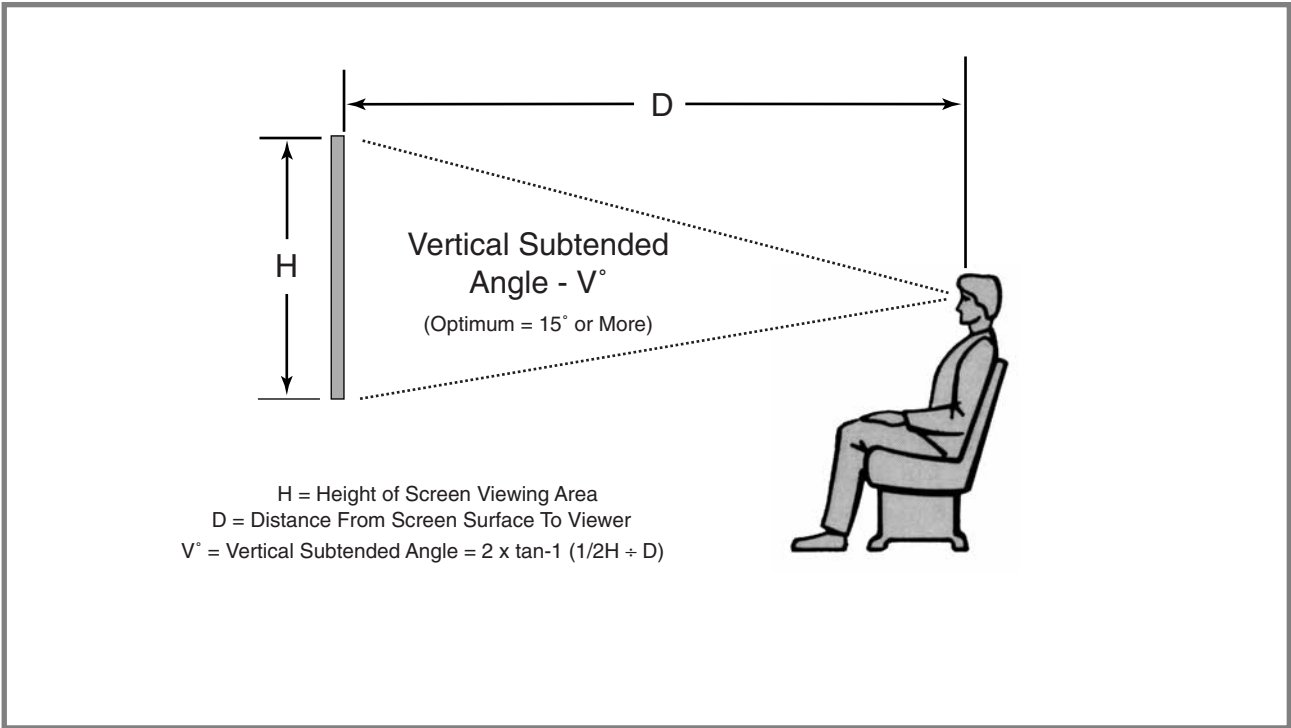 D
H
Vertical Subtended
Angle - V˚
(Optimum = 15˚ or More)
H = Height of Screen Viewing Area
D = Distance From Screen Surface To Viewer
V˚ = Vertical Subtended Angle = 2 x tan-1 (1/2H ÷ D)